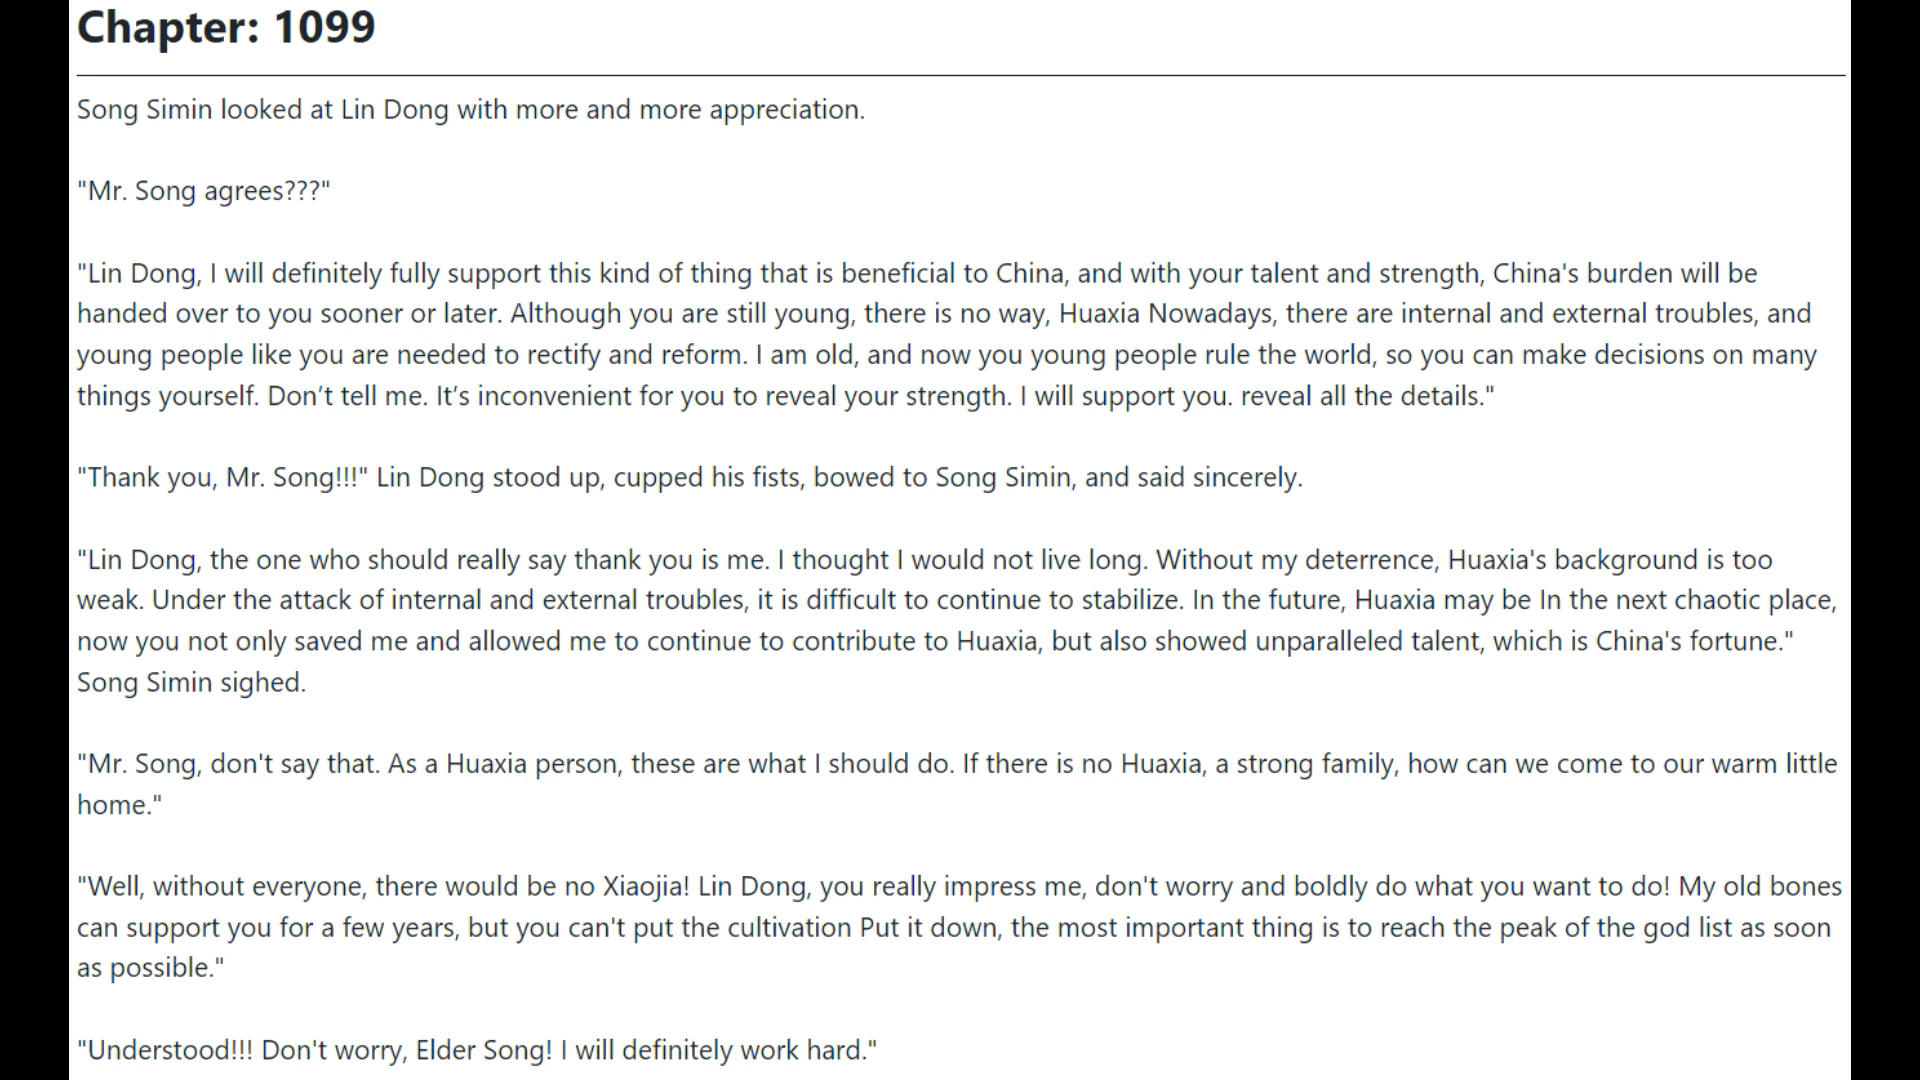 Chapter: 1099
Song Simin looked at Lin Dong with more and more appreciation.
"Mr. Song agrees???"
"Lin Dong, I will definitely fully support this kind of thing that is beneficial to China, and with your talent and strength, China's burden will be
handed over to you sooner or later. Although you are still young, there is no way, Huaxia Nowadays, there are internal and external troubles, and
young people like you are needed to rectify and reform. I am old, and now you young people rule the world, so you can make decisions on many
things yourself. Don’t tell me. It’s inconvenient for you to reveal your strength. I will support you. reveal all the details."
"Thank you, Mr. Song!!!" Lin Dong stood up, cupped his fists, bowed to Song Simin, and said sincerely.
"Lin Dong, the one who should really say thank you is me. I thought I would not live long. Without my deterrence, Huaxia's background is too
weak. Under the attack of internal and external troubles, it is difficult to continue to stabilize. In the future, Huaxia may be In the next chaotic place,
now you not only saved me and allowed me to continue to contribute to Huaxia, but also showed unparalleled talent, which is China's fortune."
Song Simin sighed.
"Mr. Song, don't say that. As a Huaxia person, these are what I should do. If there is no Huaxia, a strong family, how can we come to our warm little
home."
"Well, without everyone, there would be no Xiaojia! Lin Dong, you really impress me, don't worry and boldly do what you want to do! My old bones
can support you for a few years, but you can't put the cultivation Put it down, the most important thing is to reach the peak of the god list as soon
as possible."
"Understood!!! Don't worry, Elder Song! I will definitely work hard."